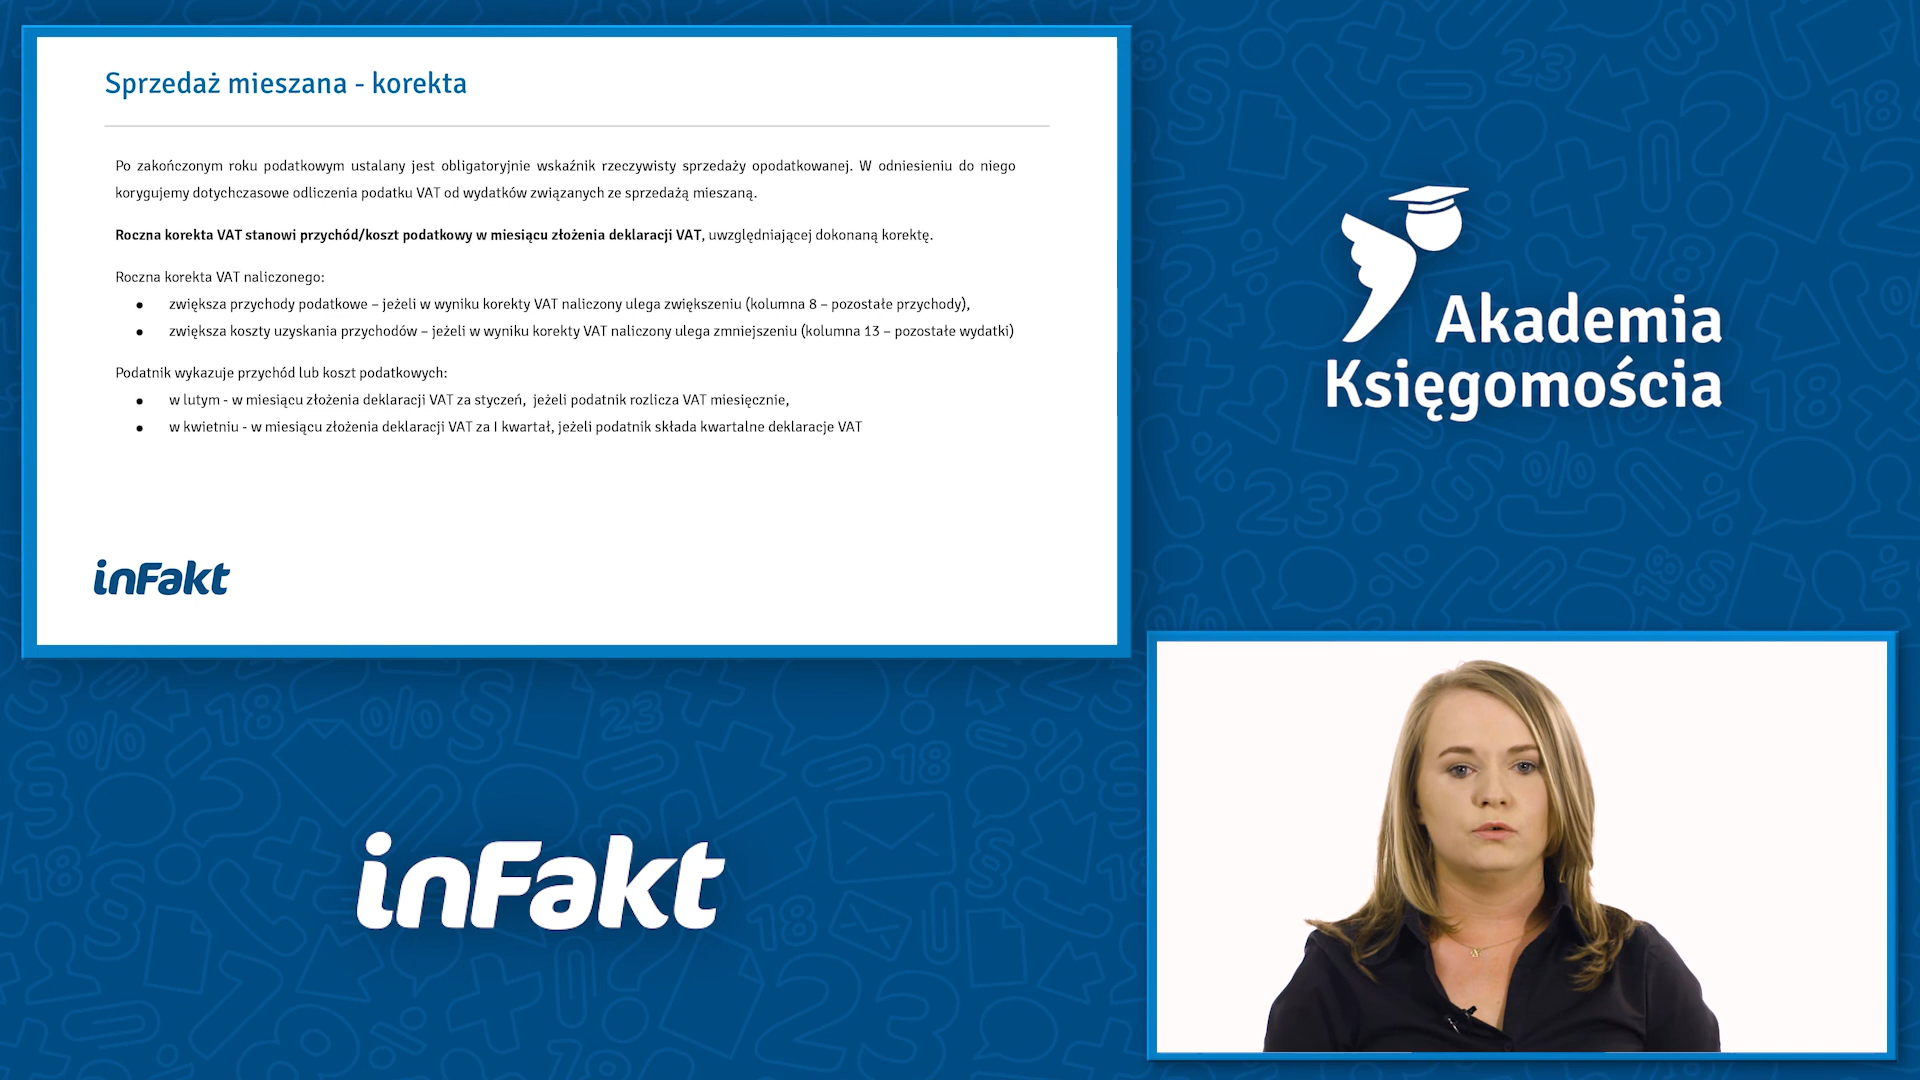 Sprzedaż mieszana - korekta
Po zakończonym roku podatkowym ustalany jest obligatoryjnie wskaźnik rzeczywisty sprzedaży opodatkowanej. W odniesieniu do niego
korygujemy dotychczasowe odliczenia podatku VAT od wydatków związanych ze sprzedażą mieszaną.
Roczna korekta VAT stanowi przychód/koszt podatkowy w miesiącu złożenia deklaracji VAT, uwzględniającej dokonaną korektę.
Roczna korekta VAT naliczonego:
● zwiększa przychody podatkowe – jeżeli w wyniku korekty VAT naliczony ulega zwiększeniu (kolumna 8 – pozostałe przychody),
● zwiększa koszty uzyskania przychodów – jeżeli w wyniku korekty VAT naliczony ulega zmniejszeniu (kolumna 13 – pozostałe wydatki)
Podatnik wykazuje przychód lub koszt podatkowych:
● w lutym - w miesiącu złożenia deklaracji VAT za styczeń, jeżeli podatnik rozlicza VAT miesięcznie,
● w kwietniu - w miesiącu złożenia deklaracji VAT za I kwartał, jeżeli podatnik składa kwartalne deklaracje VAT
inFakt
Akademia
Księgomościa
inFakt